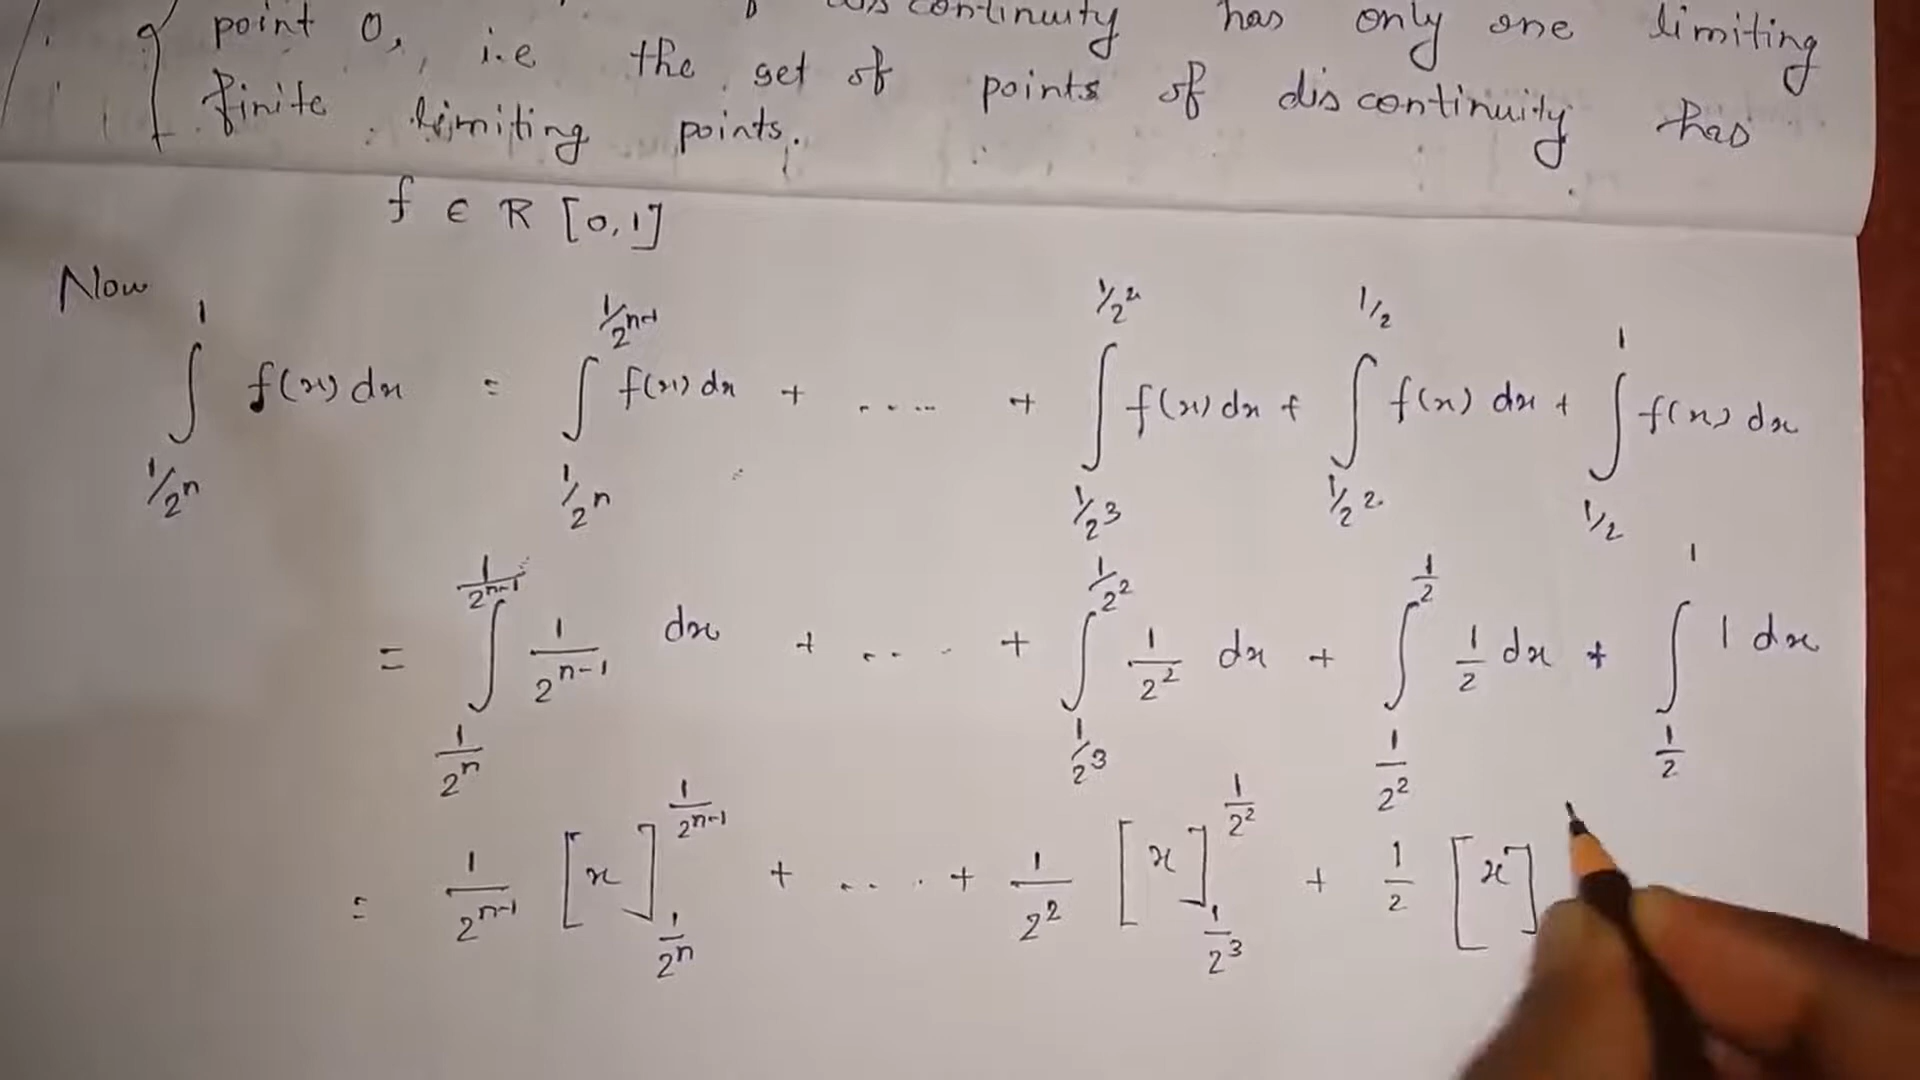 continuity has only one limiting
point 0, i.e the set of points of discontinuity has
finite limiting points.
f ∈ R [0,1]
Now
∫_{1/2^n}^{1} f(x) dx = ∫_{1/2^n}^{1/2^{n-1}} f(x) dx + .... + ∫_{1/2^3}^{1/2^2} f(x) dx + ∫_{1/2^2}^{1/2} f(x) dx + ∫_{1/2}^{1} f(x) dx
= ∫_{1/2^n}^{1/2^{n-1}} 1/2^{n-1} dx + .... + ∫_{1/2^3}^{1/2^2} 1/2^2 dx + ∫_{1/2^2}^{1/2} 1/2 dx + ∫_{1/2}^{1} 1 dx
= 1/2^{n-1} [x]_{1/2^n}^{1/2^{n-1}} + .... + 1/2^2 [x]_{1/2^3}^{1/2^2} + 1/2 [x]